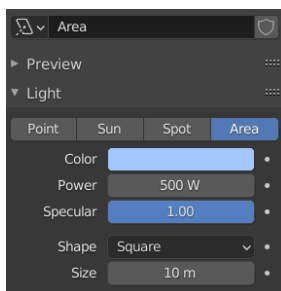 Area
Preview
Light
Point Sun Spot Area
Color
Power 500 W
Specular 1.00
Shape Square
Size 10 m